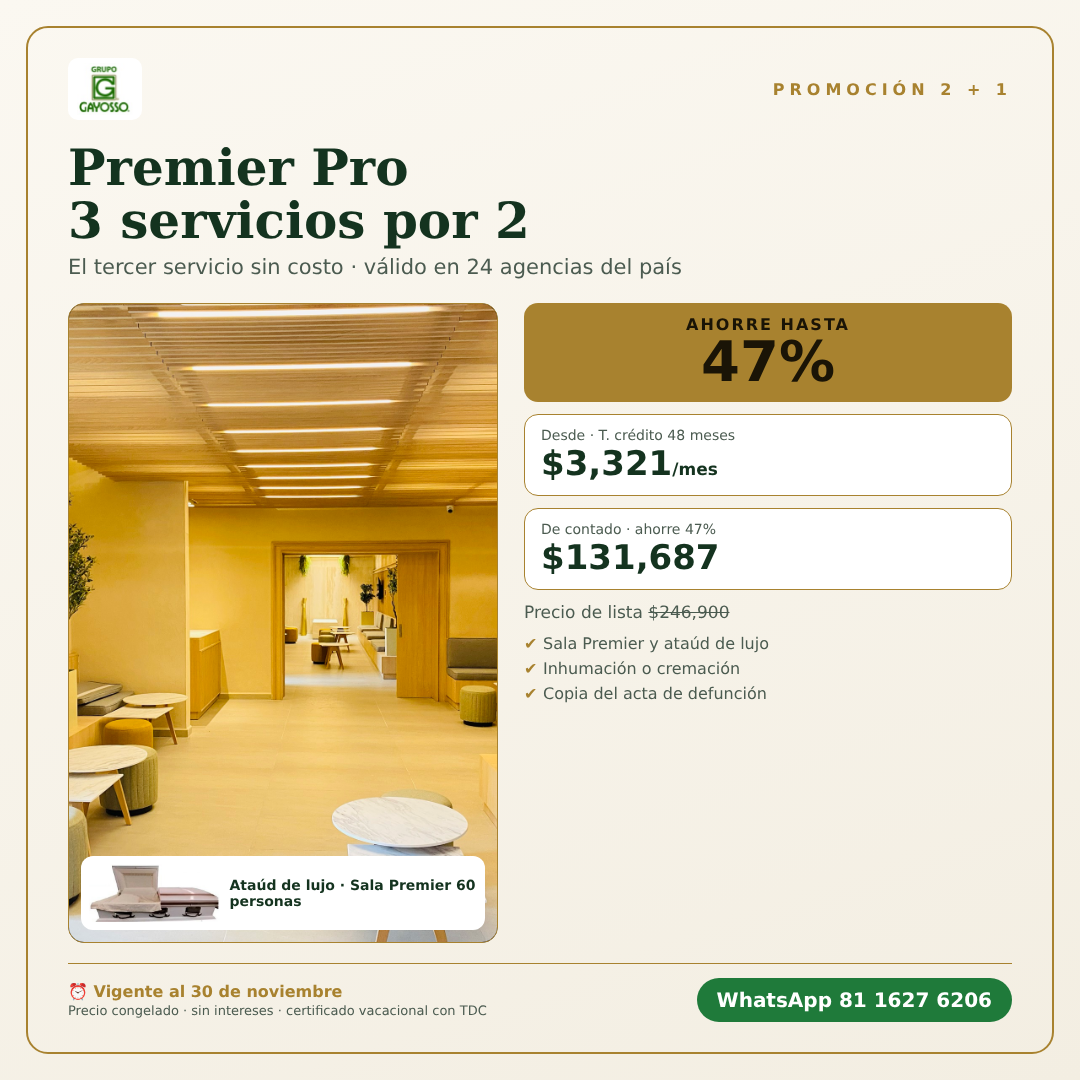 GRUPO
G
GAYOSSO
PROMOCIÓN 2 + 1
Premier Pro
3 servicios por 2
El tercer servicio sin costo · válido en 24 agencias del país
AHORRE HASTA
47%
Desde · T. crédito 48 meses
$3,321/mes
De contado · ahorre 47%
$131,687
Precio de lista $246,900
✔ Sala Premier y ataúd de lujo
✔ Inhumación o cremación
✔ Copia del acta de defunción
Ataúd de lujo · Sala Premier 60
personas
⏰ Vigente al 30 de noviembre
Precio congelado · sin intereses · certificado vacacional con TDC
WhatsApp 81 1627 6206